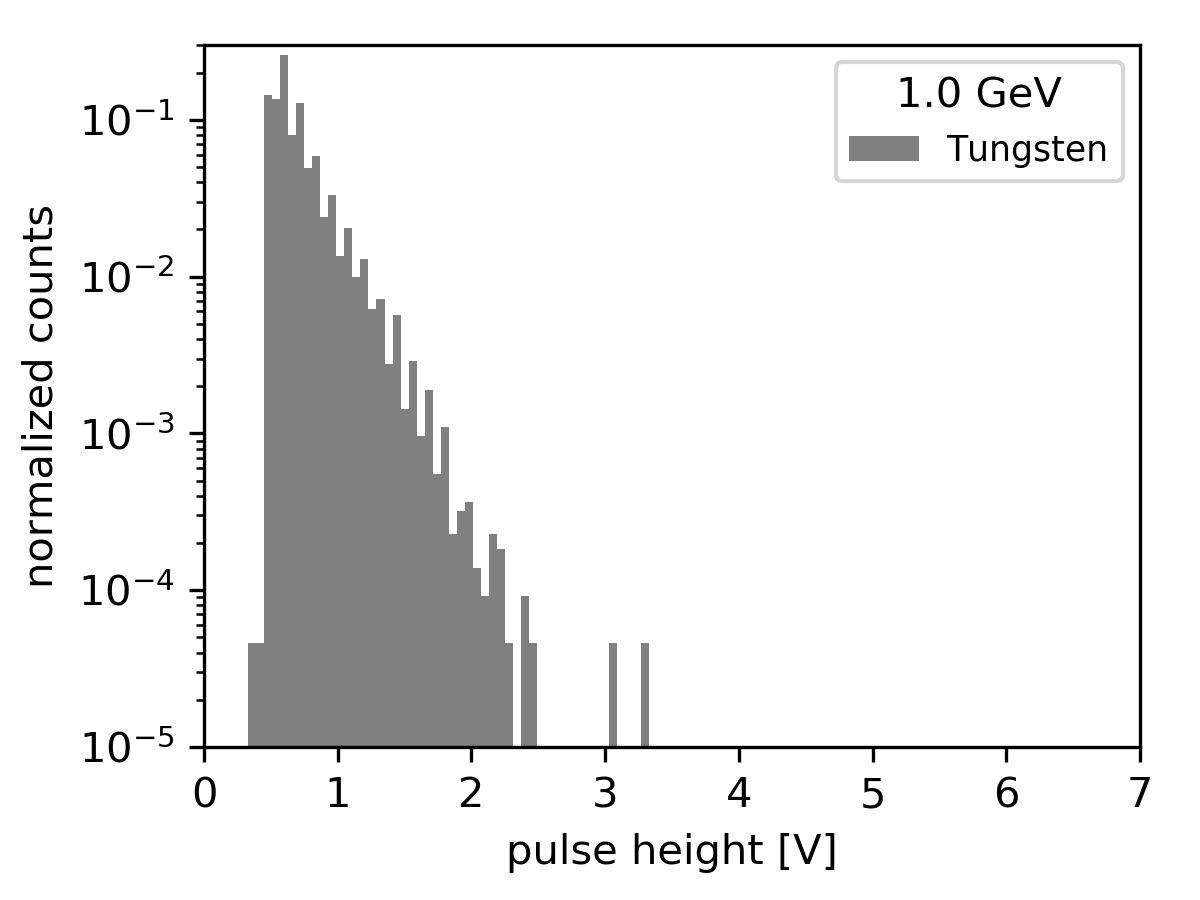 1.0 GeV
Tungsten
normalized counts
10⁻¹
10⁻²
10⁻³
10⁻⁴
10⁻⁵
0 1 2 3 4 5 6 7
pulse height [V]